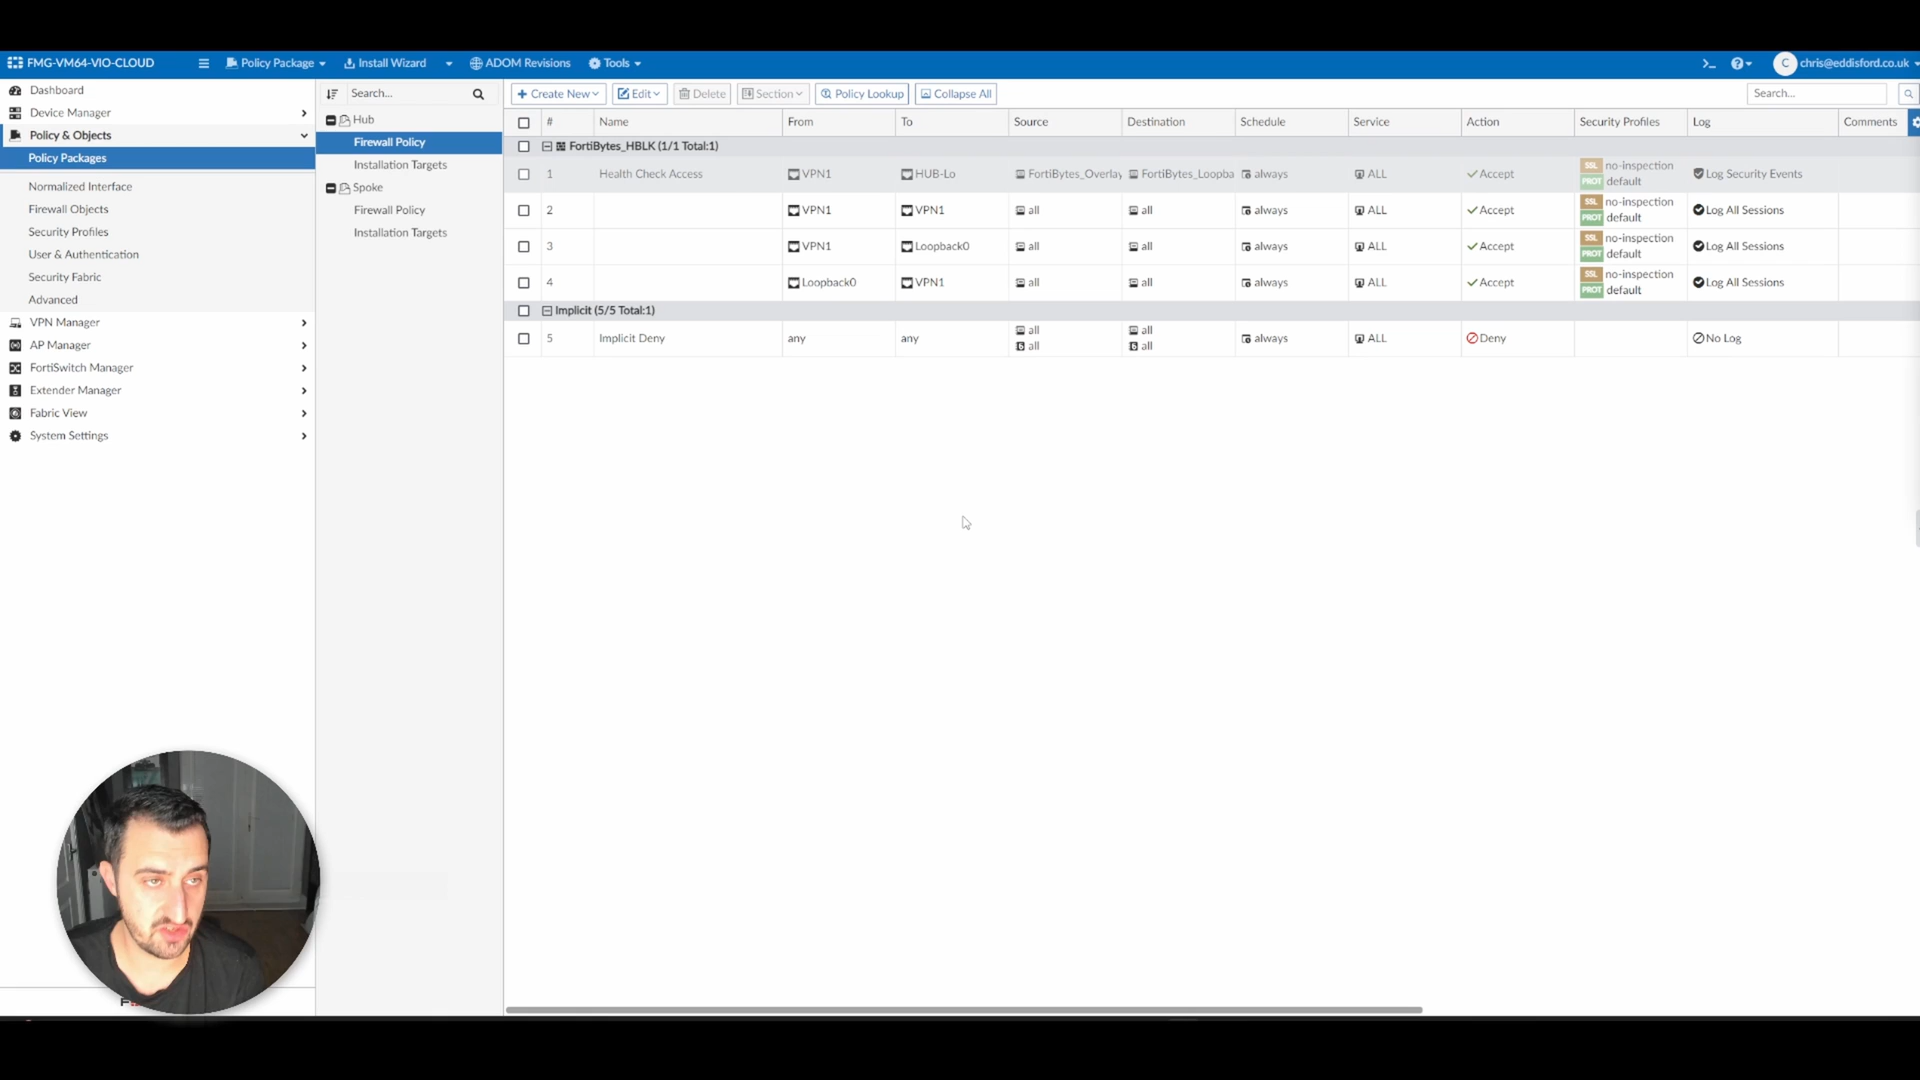 FMG-VM64-VIO-CLOUD
Policy Package
Install Wizard
ADOM Revisions
Tools
C
chris@eddisford.co.uk
Dashboard
Device Manager
Policy & Objects
Policy Packages
Normalized Interface
Firewall Objects
Security Profiles
User & Authentication
Security Fabric
Advanced
VPN Manager
AP Manager
FortiSwitch Manager
Extender Manager
Fabric View
System Settings
Search...
Hub
Firewall Policy
Installation Targets
Spoke
Firewall Policy
Installation Targets
+ Create New Edit Delete Section Policy Lookup Collapse All Search...
# Name From To Source Destination Schedule Service Action Security Profiles Log Comments
FortiBytes_HBLK (1/1 Total:1)
1 Health Check Access VPN1 HUB-Lo FortiBytes_Overlay FortiBytes_Loopba always ALL Accept SSL no-inspection PROT default Log Security Events
2 VPN1 VPN1 all all always ALL Accept SSL no-inspection PROT default Log All Sessions
3 VPN1 Loopback0 all all always ALL Accept SSL no-inspection PROT default Log All Sessions
4 Loopback0 VPN1 all all always ALL Accept SSL no-inspection PROT default Log All Sessions
Implicit (5/5 Total:1)
5 Implicit Deny any any all all all all always ALL Deny No Log